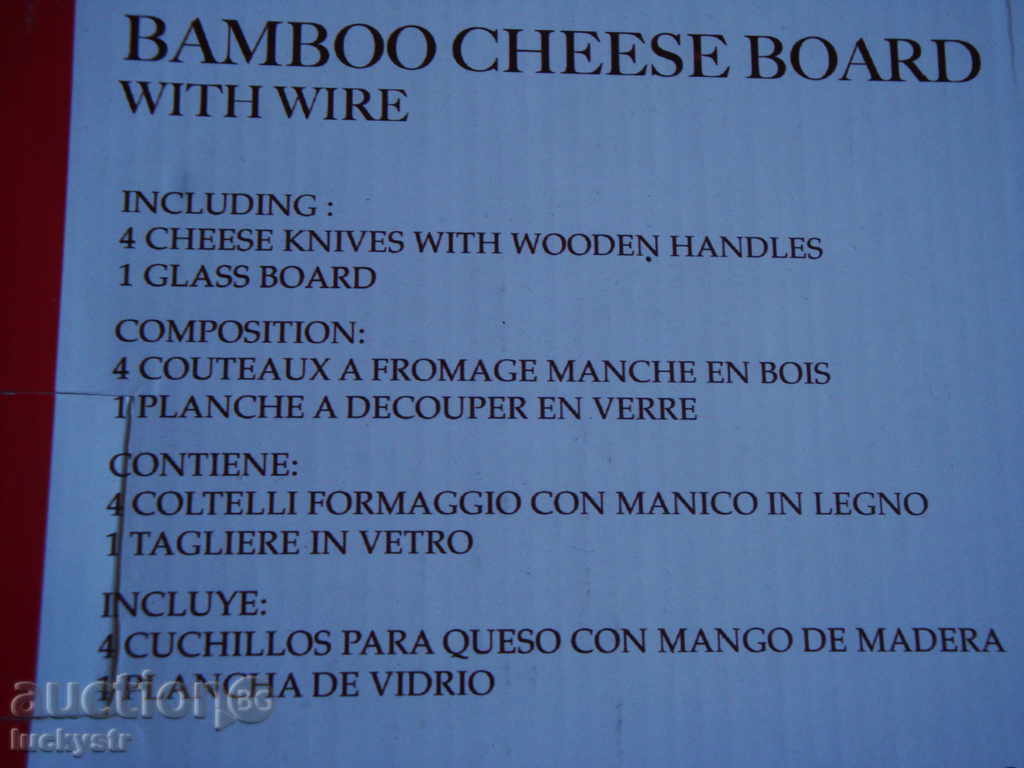 BAMBOO CHEESE BOARD
WITH WIRE
INCLUDING :
4 CHEESE KNIVES WITH WOODEN HANDLES
1 GLASS BOARD
COMPOSITION:
4 COUTEAUX A FROMAGE MANCHE EN BOIS
1 PLANCHE A DECOUPER EN VERRE
CONTIENE:
4 COLTELLI FORMAGGIO CON MANICO IN LEGNO
1 TAGLIERE IN VETRO
INCLUYE:
4 CUCHILLOS PARA QUESO CON MANGO DE MADERA
1 PLANCHA DE VIDRIO
auction BG
luckystr